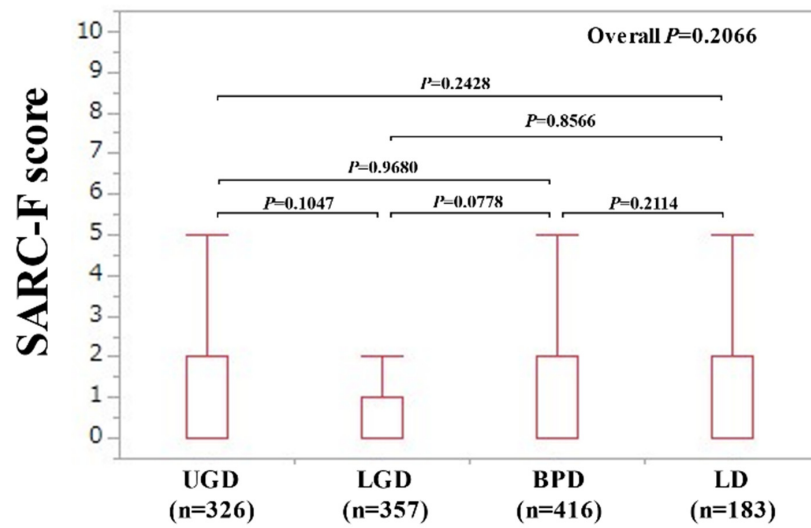 Overall P=0.2066
P=0.2428
P=0.8566
P=0.9680
P=0.1047
P=0.0778
P=0.2114
SARC-F score
10
9
8
7
6
5
4
3
2
1
0
UGD LGD BPD LD
(n=326) (n=357) (n=416) (n=183)